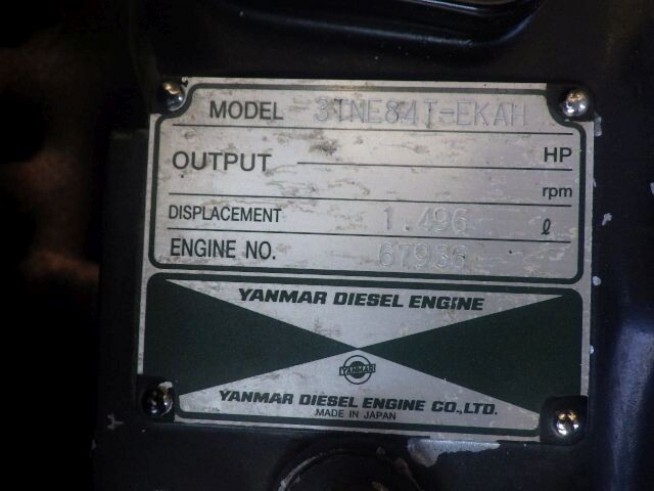 MODEL 3TNE84T-EKAH
OUTPUT HP
rpm
DISPLACEMENT 1.496 ℓ
ENGINE NO. 67936
YANMAR DIESEL ENGINE
YANMAR
YANMAR DIESEL ENGINE CO.,LTD.
MADE IN JAPAN